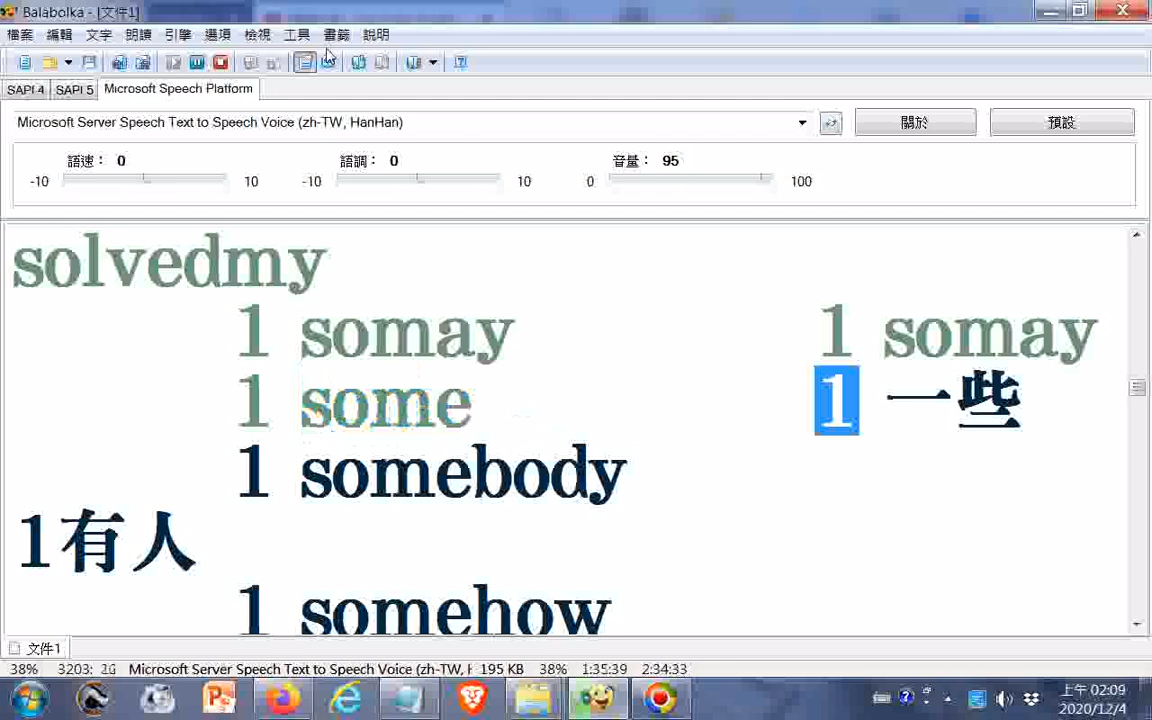 Balabolka - [文件1]
檔案 編輯 文字 朗讀 引擎 選項 檢視 工具 書籤 說明
SAPI 4 SAPI 5 Microsoft Speech Platform
Microsoft Server Speech Text to Speech Voice (zh-TW, HanHan) 關於 預設
語速： 0 語調： 0 音量： 95
-10 10 -10 10 0 100
solvedmy
1 somay 1 somay
1 some 1 一些
1 somebody
1有人
1 somehow
文件1
38% 3203: Microsoft Server Speech Text to Speech Voice (zh-TW, 195 KB 38% 1:35:39 2:34:33
上午 02:09
2020/12/4